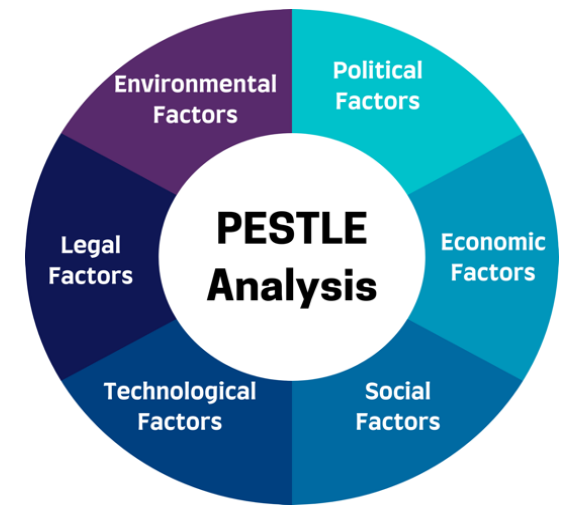 PESTLE
Analysis
Political
Factors
Economic
Factors
Social
Factors
Technological
Factors
Legal
Factors
Environmental
Factors